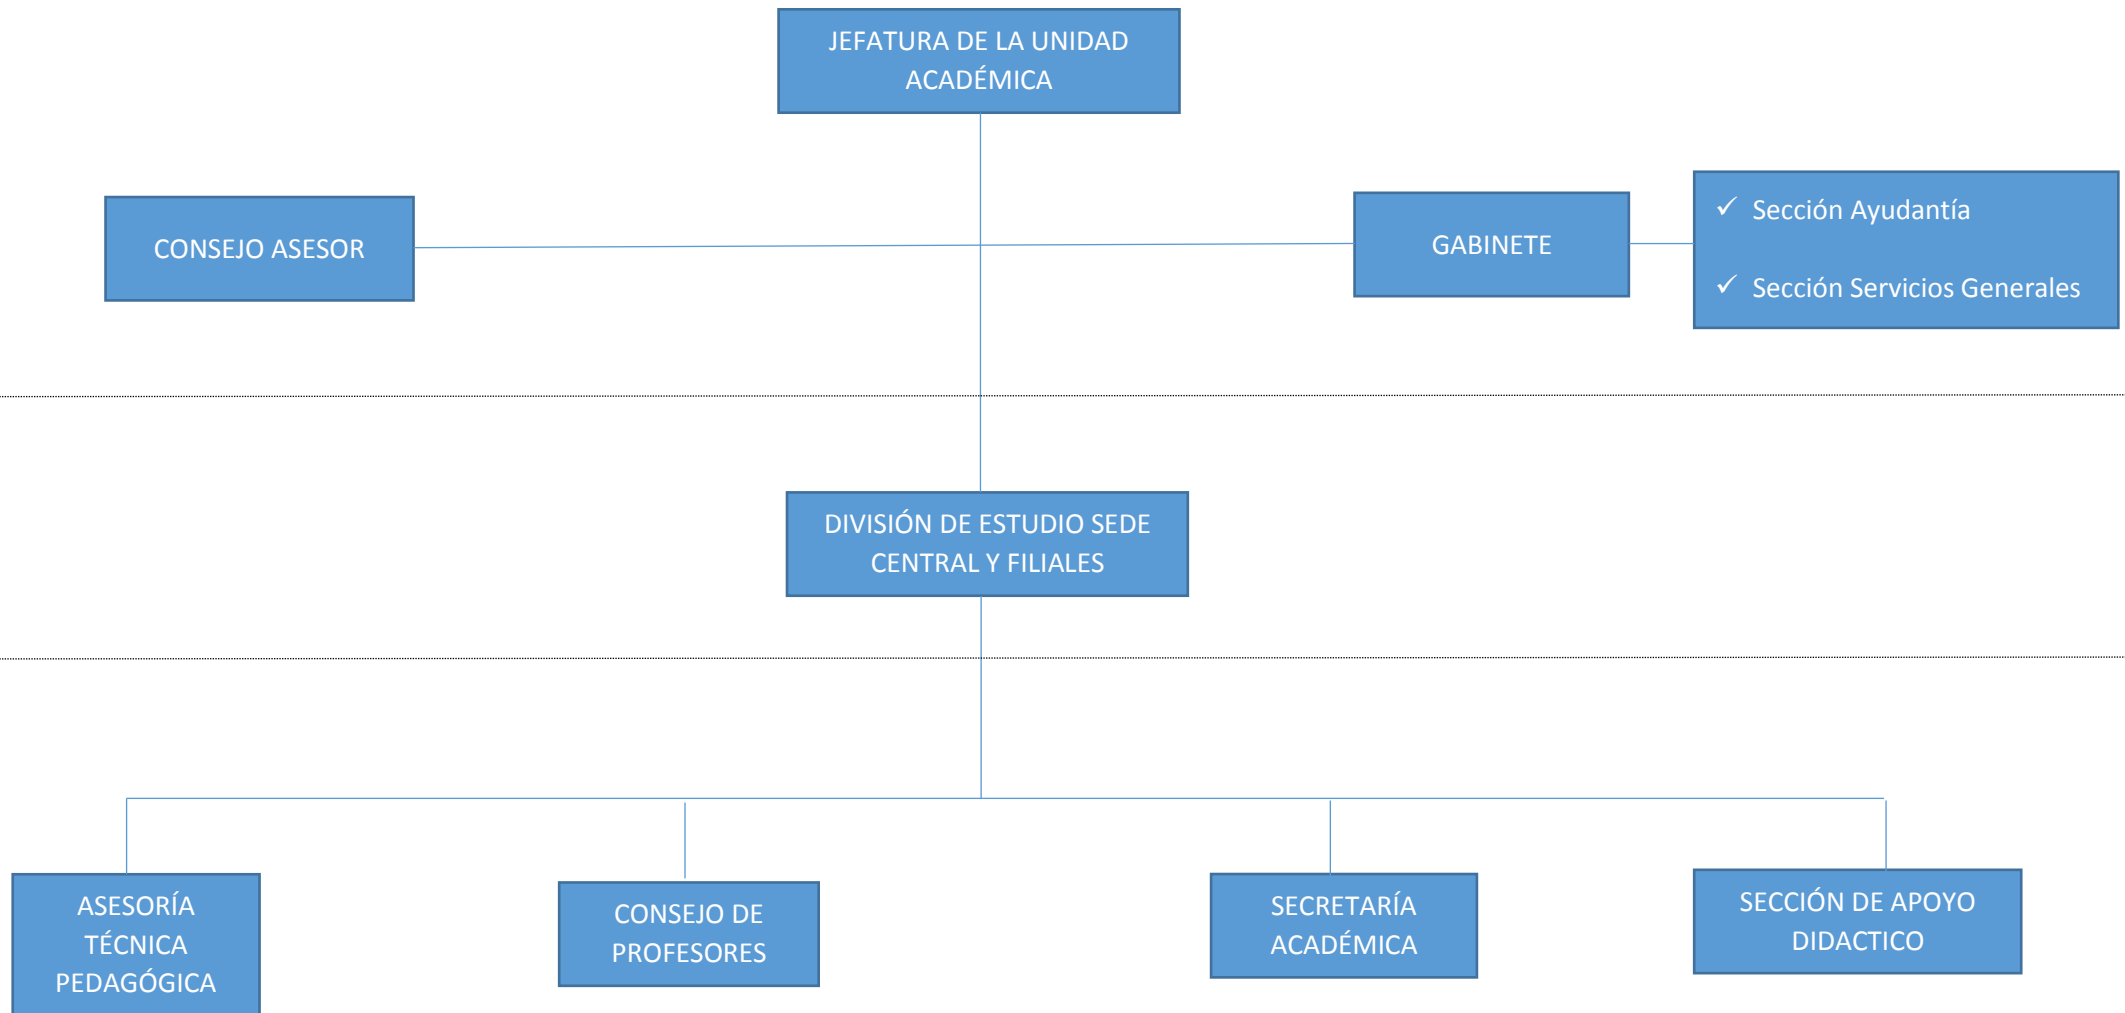 JEFATURA DE LA UNIDAD
ACADÉMICA
CONSEJO ASESOR
GABINETE
✓ Sección Ayudantía
✓ Sección Servicios Generales
DIVISIÓN DE ESTUDIO SEDE
CENTRAL Y FILIALES
ASESORÍA
TÉCNICA
PEDAGÓGICA
CONSEJO DE
PROFESORES
SECRETARÍA
ACADÉMICA
SECCIÓN DE APOYO
DIDACTICO